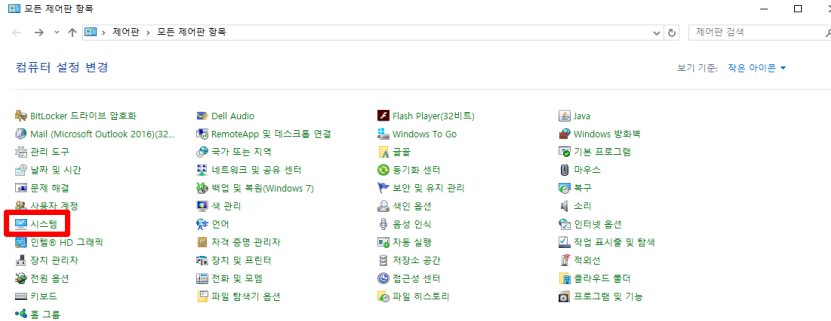 모든 제어판 항목
제어판 > 모든 제어판 항목
제어판 검색
컴퓨터 설정 변경
보기 기준: 작은 아이콘
BitLocker 드라이브 암호화
Dell Audio
Flash Player(32비트)
Java
Mail (Microsoft Outlook 2016)(32...
RemoteApp 및 데스크톱 연결
Windows To Go
Windows 방화벽
관리 도구
국가 또는 지역
글꼴
기본 프로그램
날짜 및 시간
네트워크 및 공유 센터
동기화 센터
마우스
문제 해결
백업 및 복원(Windows 7)
보안 및 유지 관리
복구
사용자 계정
색 관리
색인 옵션
소리
시스템
언어
음성 인식
인터넷 옵션
인텔® HD 그래픽
자격 증명 관리자
자동 실행
작업 표시줄 및 탐색
장치 관리자
장치 및 프린터
저장소 공간
적외선
전원 옵션
전화 및 모뎀
접근성 센터
클라우드 폴더
키보드
파일 탐색기 옵션
파일 히스토리
프로그램 및 기능
홈 그룹